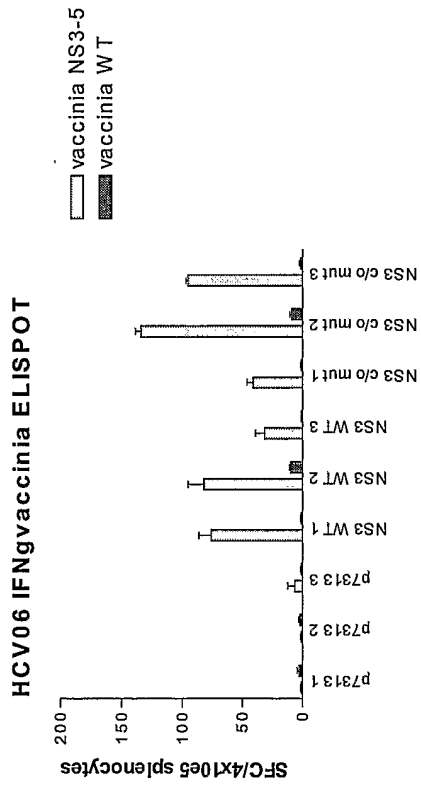 HCV06 IFNgvaccinia ELISPOT
vaccinia NS3-5
vaccinia WT
SFC/4x10e5 splenocytes
200
150
100
50
0
p7313 1
p7313 2
p7313 3
NS3 WT 1
NS3 WT 2
NS3 WT 3
NS3 c/o mut 1
NS3 c/o mut 2
NS3 c/o mut 3